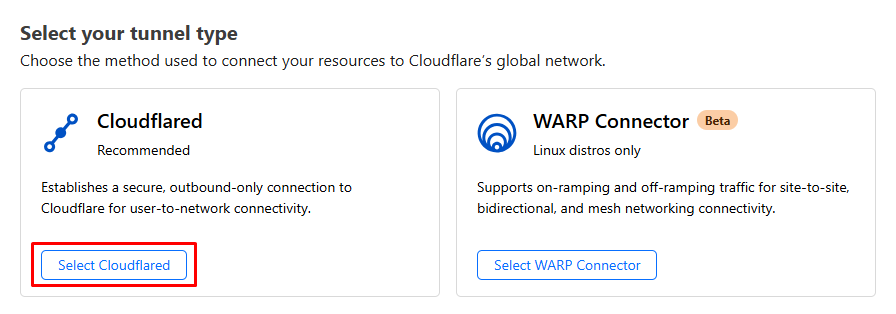 Select your tunnel type
Choose the method used to connect your resources to Cloudflare's global network.
Cloudflared
Recommended
Establishes a secure, outbound-only connection to
Cloudflare for user-to-network connectivity.
Select Cloudflared
WARP Connector Beta
Linux distros only
Supports on-ramping and off-ramping traffic for site-to-site,
bidirectional, and mesh networking connectivity.
Select WARP Connector